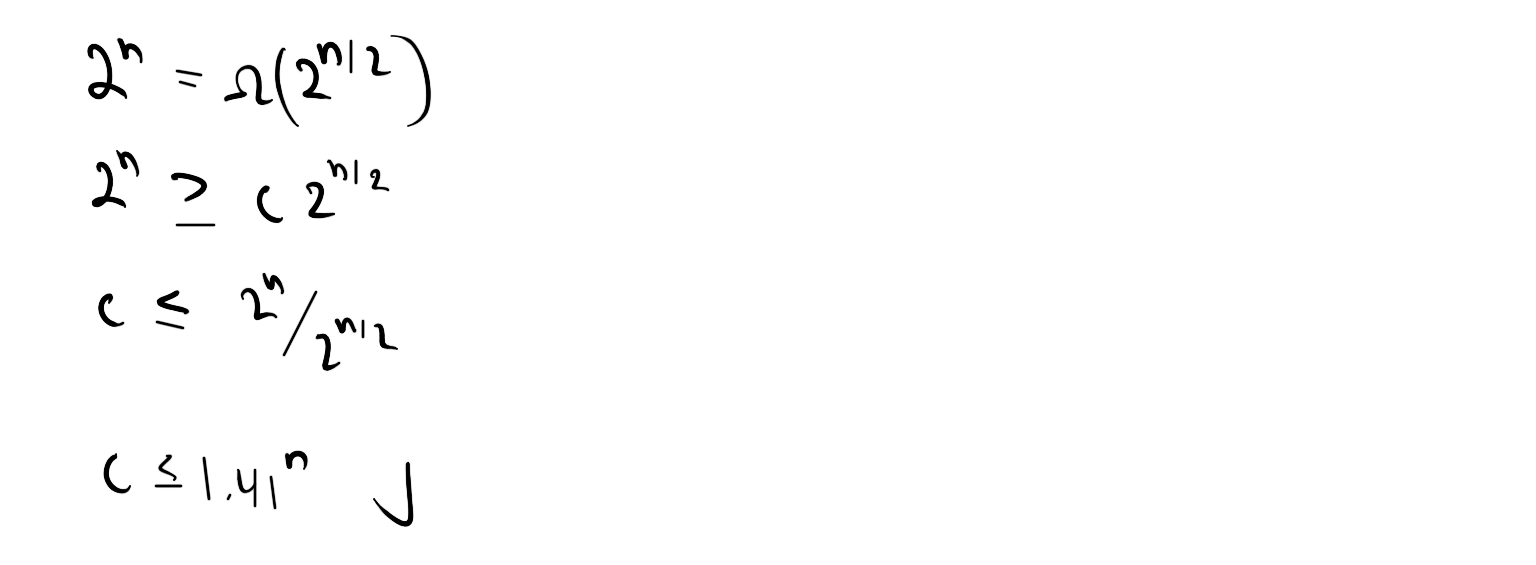 2^n = Ω(2^{n/2})
2^n ≥ c 2^{n/2}
c ≤ 2^n / 2^{n/2}
c ≤ 1.41^n ✓